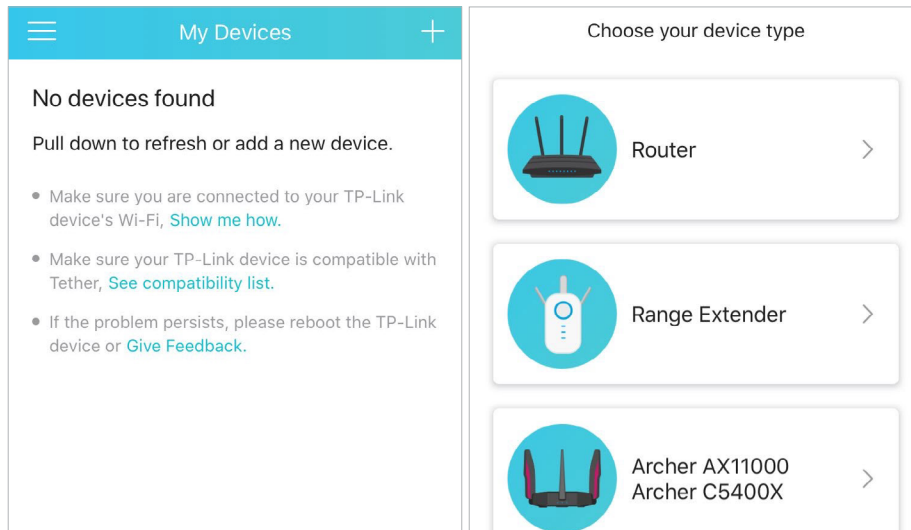 My Devices
No devices found
Pull down to refresh or add a new device.
Make sure you are connected to your TP-Link
device's Wi-Fi, Show me how.
Make sure your TP-Link device is compatible with
Tether, See compatibility list.
If the problem persists, please reboot the TP-Link
device or Give Feedback.
Choose your device type
Router
Range Extender
Archer AX11000
Archer C5400X